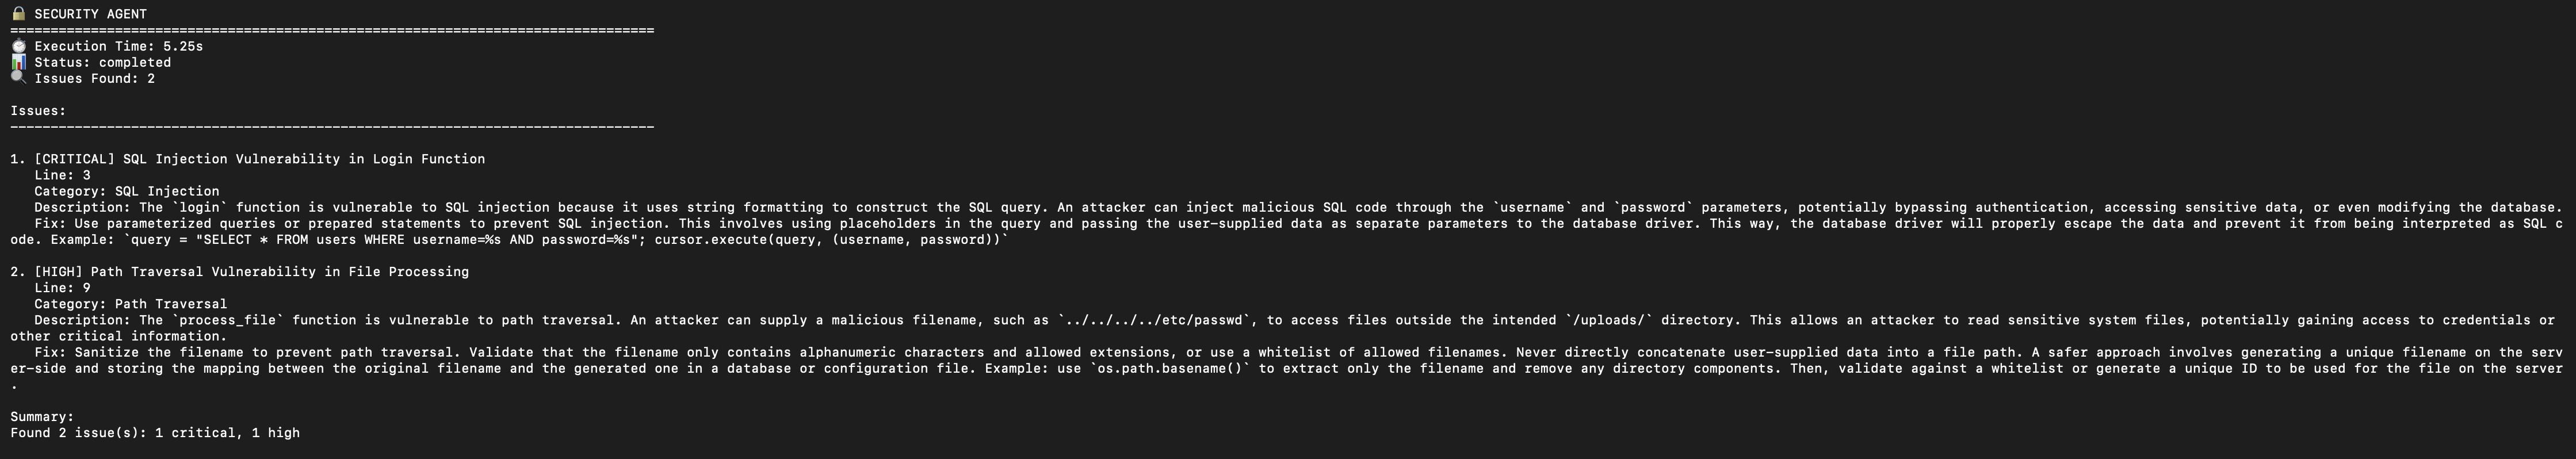 🔒 SECURITY AGENT
================================================================================
⏱️ Execution Time: 5.25s
📊 Status: completed
🔍 Issues Found: 2
Issues:
--------------------------------------------------------------------------------
1. [CRITICAL] SQL Injection Vulnerability in Login Function
Line: 3
Category: SQL Injection
Description: The `login` function is vulnerable to SQL injection because it uses string formatting to construct the SQL query. An attacker can inject malicious SQL code through the `username` and `password` parameters, potentially bypassing authentication, accessing sensitive data, or even modifying the database.
Fix: Use parameterized queries or prepared statements to prevent SQL injection. This involves using placeholders in the query and passing the user-supplied data as separate parameters to the database driver. This way, the database driver will properly escape the data and prevent it from being interpreted as SQL c
ode. Example: `query = "SELECT * FROM users WHERE username=%s AND password=%s"; cursor.execute(query, (username, password))`
2. [HIGH] Path Traversal Vulnerability in File Processing
Line: 9
Category: Path Traversal
Description: The `process_file` function is vulnerable to path traversal. An attacker can supply a malicious filename, such as `../../../../etc/passwd`, to access files outside the intended `/uploads/` directory. This allows an attacker to read sensitive system files, potentially gaining access to credentials or
other critical information.
Fix: Sanitize the filename to prevent path traversal. Validate that the filename only contains alphanumeric characters and allowed extensions, or use a whitelist of allowed filenames. Never directly concatenate user-supplied data into a file path. A safer approach involves generating a unique filename on the serv
er-side and storing the mapping between the original filename and the generated one in a database or configuration file. Example: use `os.path.basename()` to extract only the filename and remove any directory components. Then, validate against a whitelist or generate a unique ID to be used for the file on the server
.
Summary:
Found 2 issue(s): 1 critical, 1 high